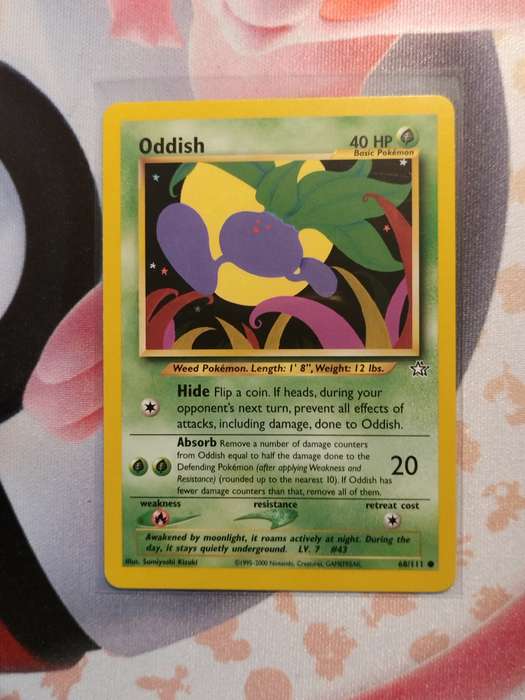 Oddish
40 HP
Basic Pokémon
Weed Pokémon. Length: 1' 8", Weight: 12 lbs.
Hide Flip a coin. If heads, during your
opponent's next turn, prevent all effects of
attacks, including damage, done to Oddish.
Absorb Remove a number of damage counters
from Oddish equal to half the damage done to the
Defending Pokémon (after applying Weakness and
Resistance) (rounded up to the nearest 10). If Oddish has
fewer damage counters than that, remove all of them.
20
weakness resistance retreat cost
Awakened by moonlight, it roams actively at night. During the
day, it stays quietly underground. LV. 7 #43
Illus. Sumiyoshi Kizuki ©1995-2000 Nintendo, Creatures, GAMEFREAK. 68/111